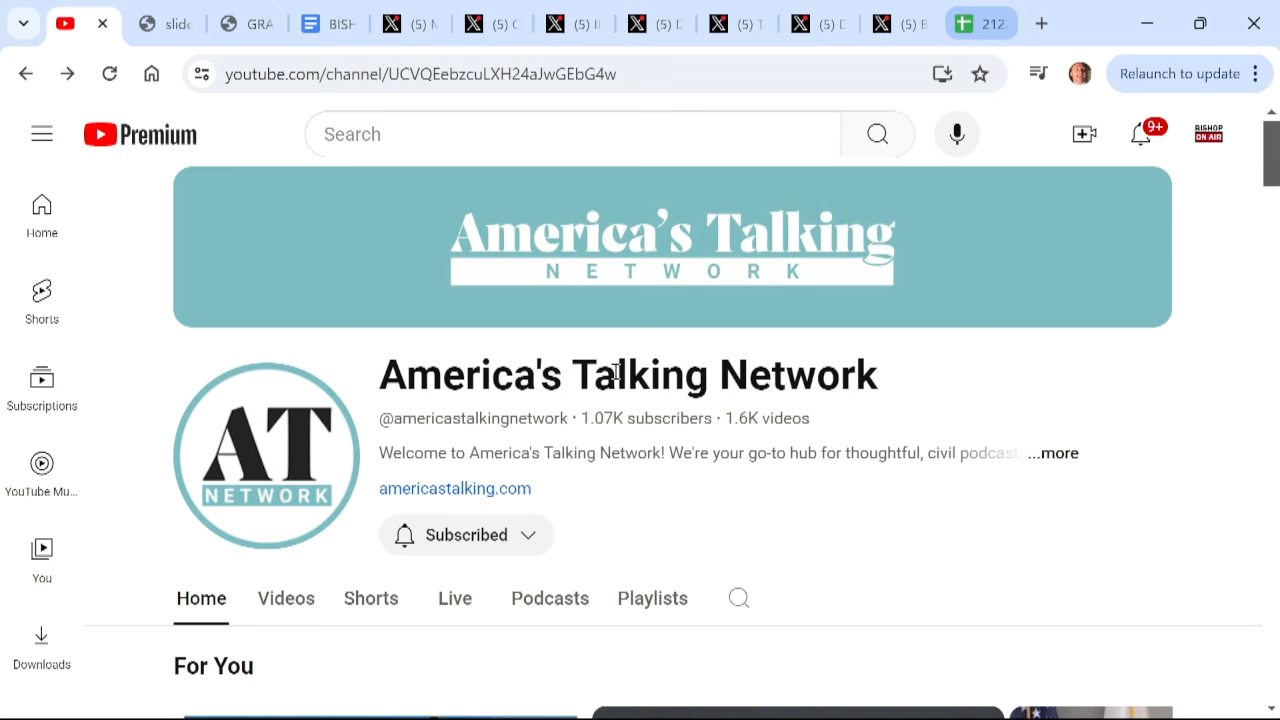 slide
GRA
BISH
(5) N
(5) C
(5) II
(5) D
(5)
(5) D
(5) E
212
youtube.com/channel/UCVQEebzcuLXH24aJwGEbG4w
Relaunch to update
Premium
Search
9+
BISHOP
ON AIR
Home
Shorts
Subscriptions
YouTube Mu...
You
Downloads
America's Talking
NETWORK
AT
NETWORK
America's Talking Network
@americastalkingnetwork · 1.07K subscribers · 1.6K videos
Welcome to America's Talking Network! We're your go-to hub for thoughtful, civil podcast ...more
americastalking.com
Subscribed
Home Videos Shorts Live Podcasts Playlists
For You